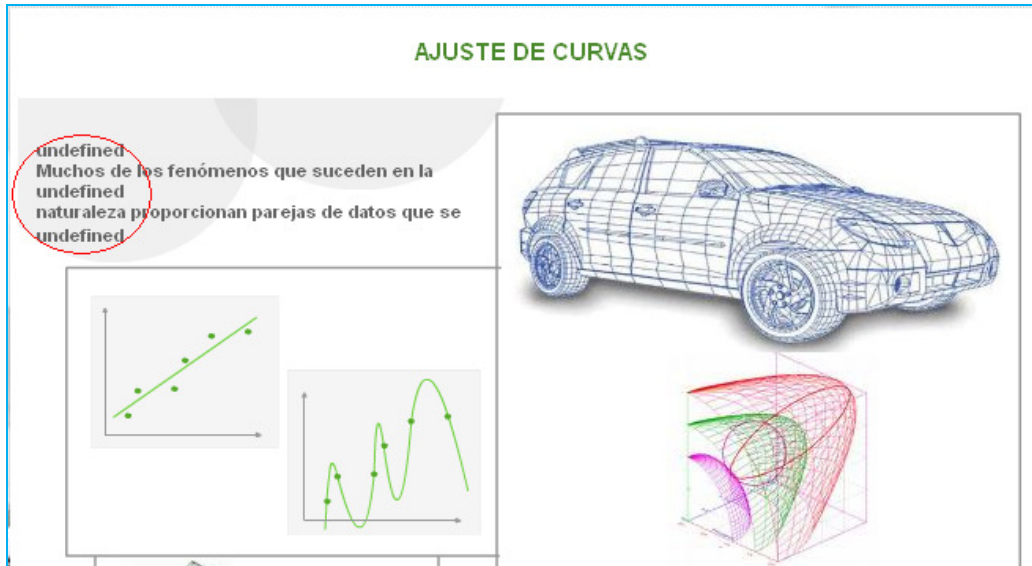 AJUSTE DE CURVAS
undefined
Muchos de los fenómenos que suceden en la
undefined
naturaleza proporcionan parejas de datos que se
undefined